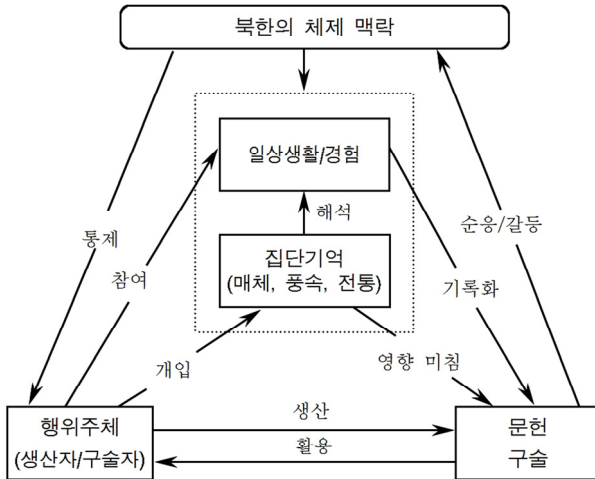 북한의 체제 맥락
일상생활/경험
해석
통제
순응/갈등
참여
집단기억
(매체, 풍속, 전통)
기록화
개입
영향 미침
행위주체
(생산자/구술자)
생산
활용
문헌
구술